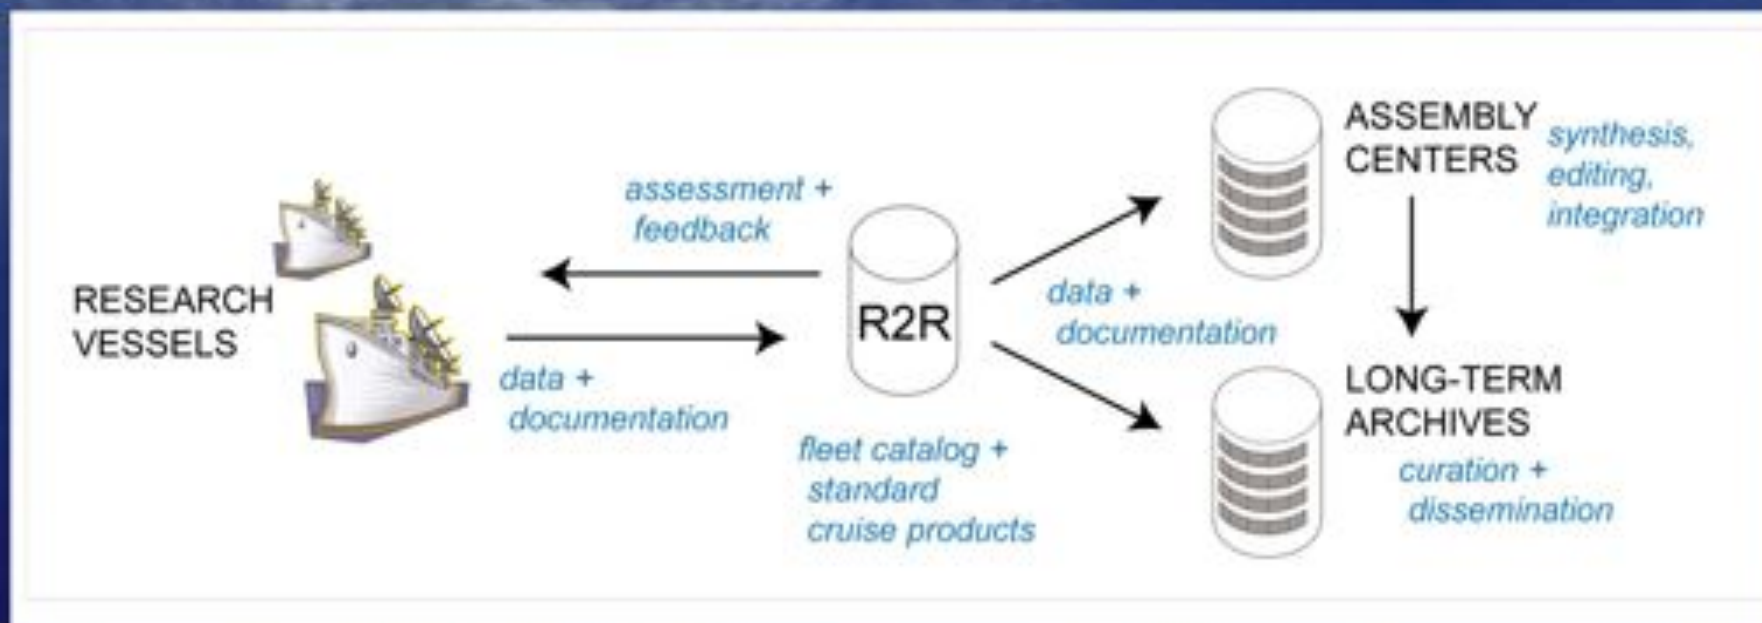 RESEARCH
VESSELS
assessment +
feedback
data +
documentation
R2R
fleet catalog +
standard
cruise products
data +
documentation
ASSEMBLY
CENTERS
synthesis,
editing,
integration
LONG-TERM
ARCHIVES
curation +
dissemination